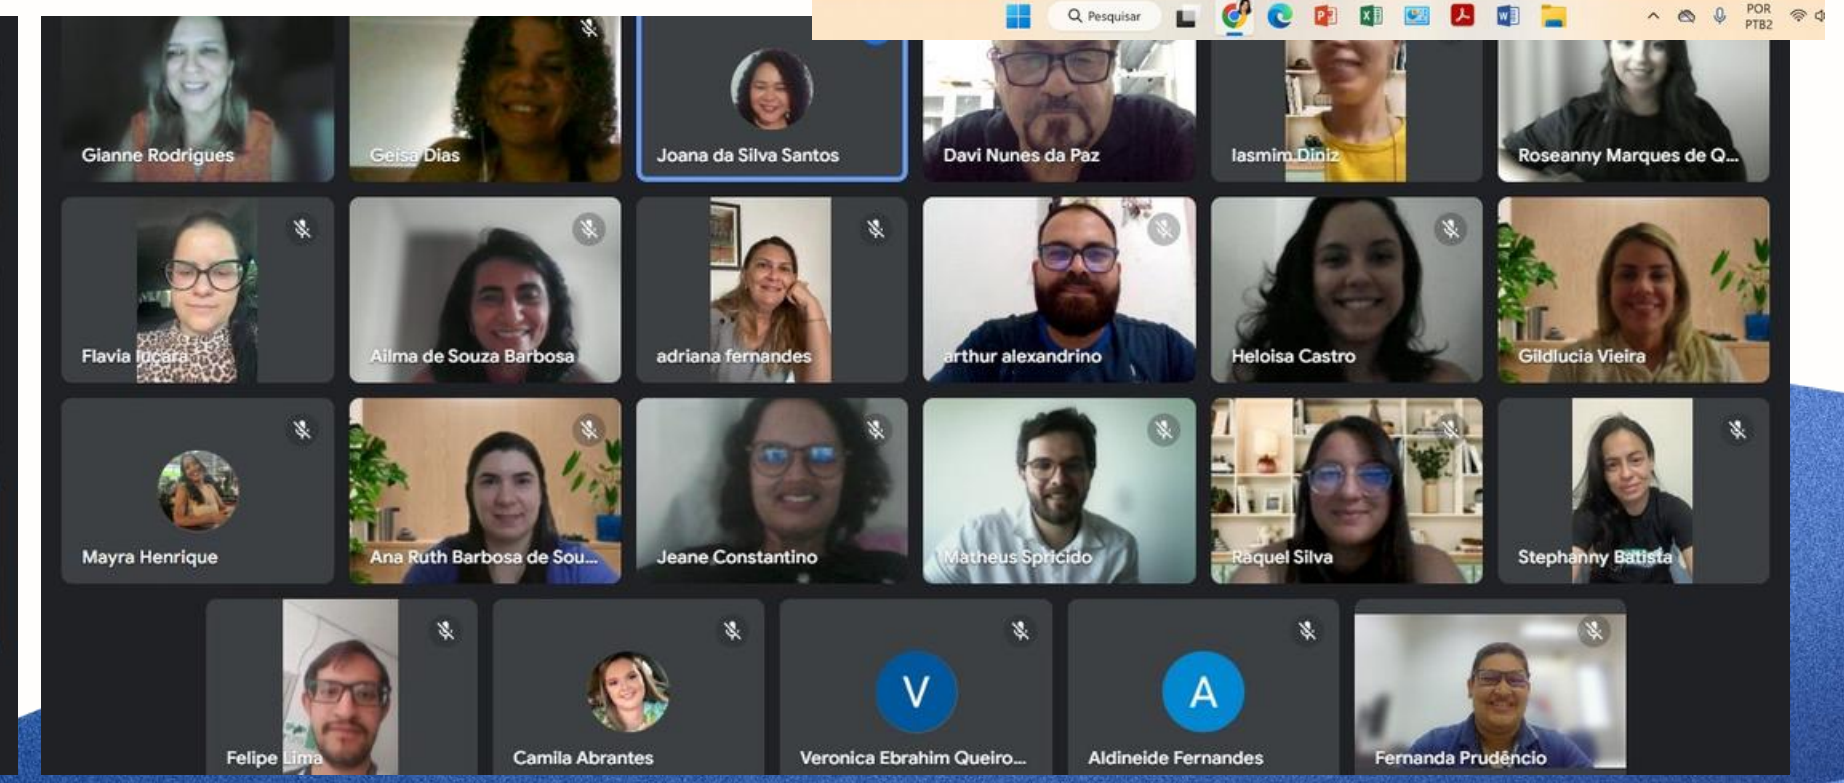 Pesquisar
POR
PTB2
Gianne Rodrigues
Geisa Dias
Joana da Silva Santos
Davi Nunes da Paz
Iasmim Diniz
Roseanny Marques de Q...
Flavia luçara
Ailma de Souza Barbosa
adriana fernandes
arthur alexandrino
Heloisa Castro
Gildlucia Vieira
Mayra Henrique
Ana Ruth Barbosa de Sou...
Jeane Constantino
Matheus Spricido
Raquel Silva
Stephanny Batista
Felipe Lima
Camila Abrantes
V
Veronica Ebrahim Queiro...
A
Aldineide Fernandes
Fernanda Prudêncio